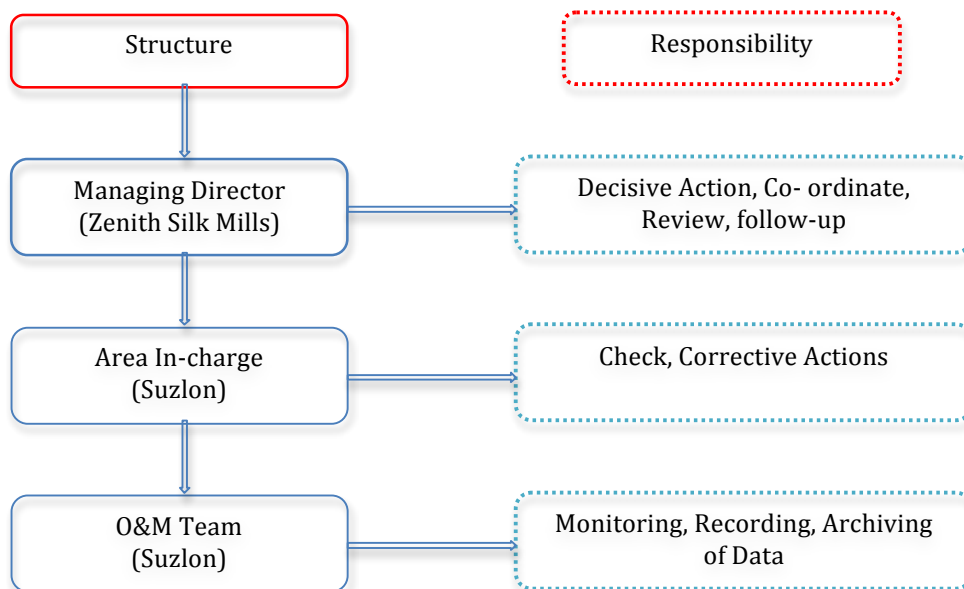 Structure
Responsibility
Managing Director
(Zenith Silk Mills)
Decisive Action, Co- ordinate,
Review, follow-up
Area In-charge
(Suzlon)
Check, Corrective Actions
O&M Team
(Suzlon)
Monitoring, Recording, Archiving
of Data